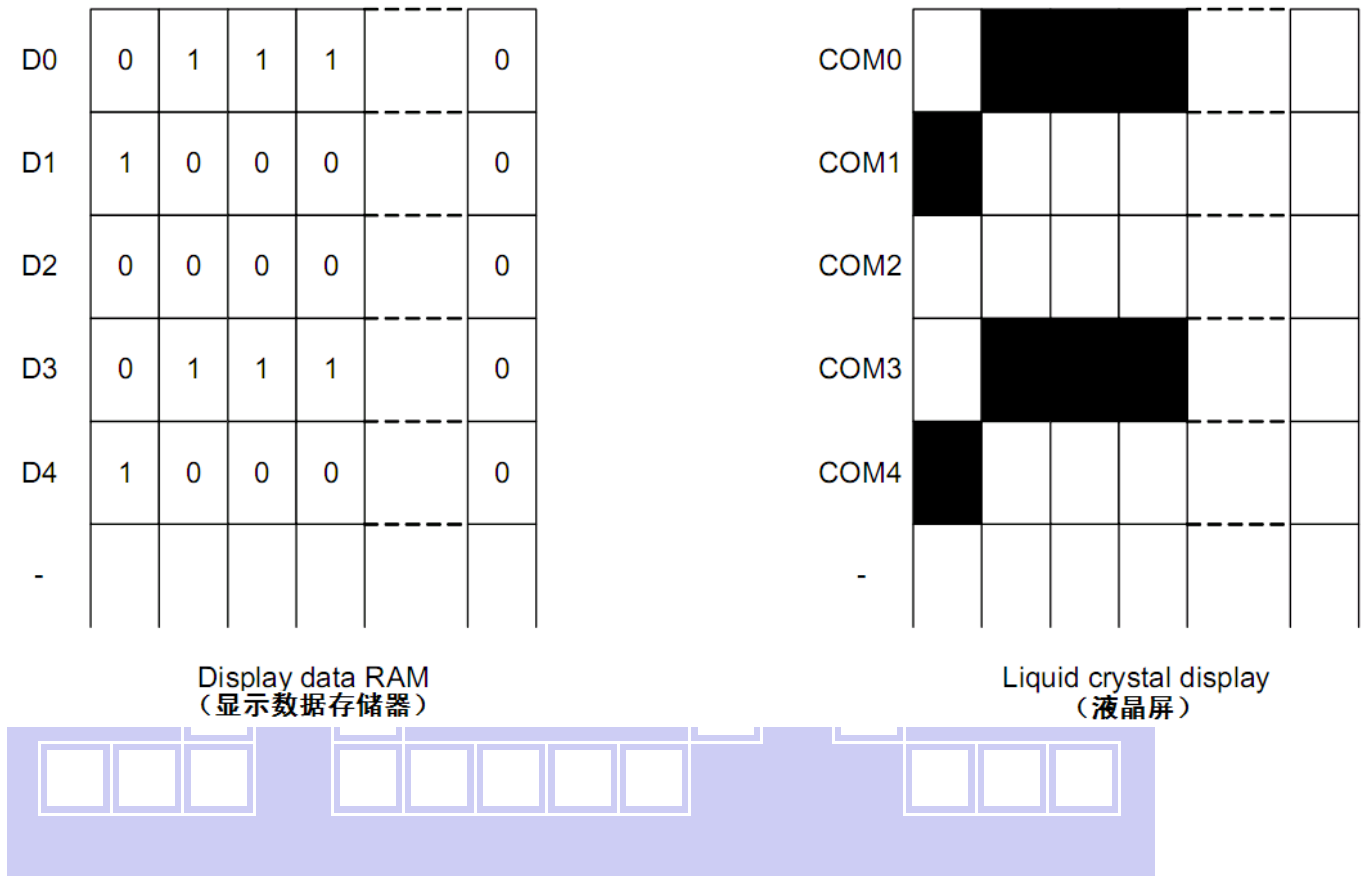 D0 0 1 1 1 0 COM0
D1 1 0 0 0 0 COM1
D2 0 0 0 0 0 COM2
D3 0 1 1 1 0 COM3
D4 1 0 0 0 0 COM4
- -
Display data RAM Liquid crystal display
（显示数据存储器） （液晶屏）